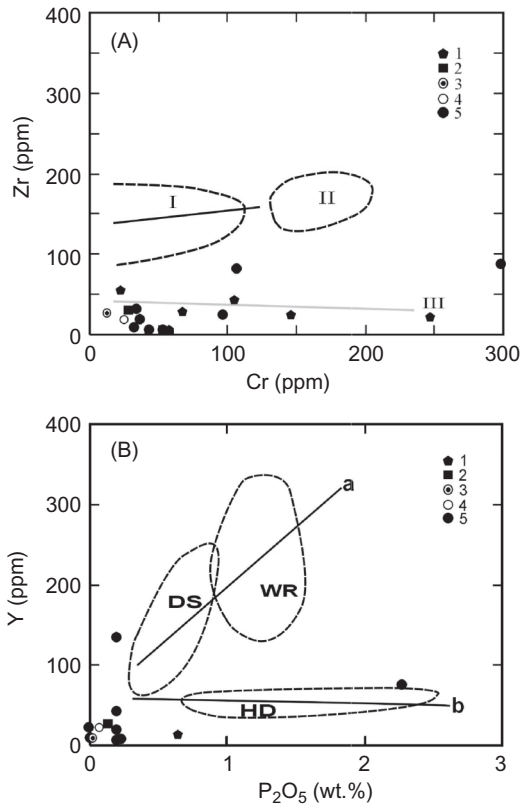 (A)
400
300
200
100
0
Zr (ppm)
1
2
3
4
5
I
II
III
0 100 200 300
Cr (ppm)
(B)
400
300
200
100
0
Y (ppm)
1
2
3
4
5
a
DS
WR
HD
b
0 1 2 3
P₂O₅ (wt.%)